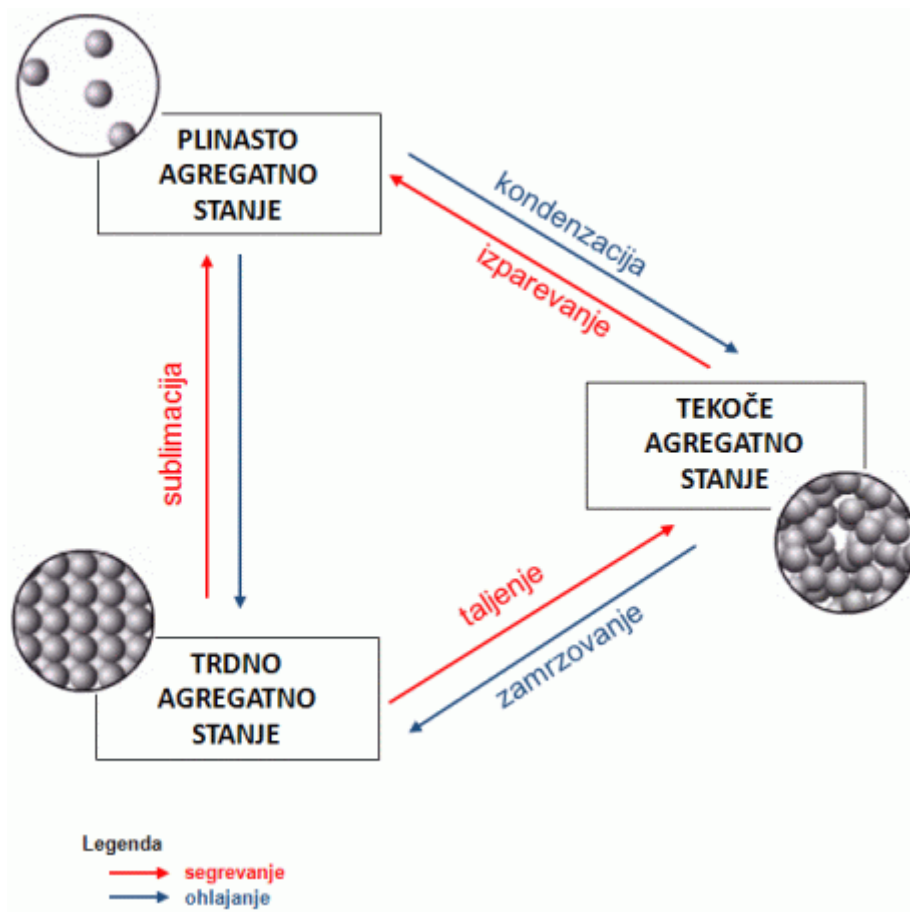 PLINASTO
AGREGATNO
STANJE
kondenzacija
izparevanje
sublimacija
TEKOČE
AGREGATNO
STANJE
taljenje
zamrzovanje
TRDNO
AGREGATNO
STANJE
Legenda
segrevanje
ohlajanje